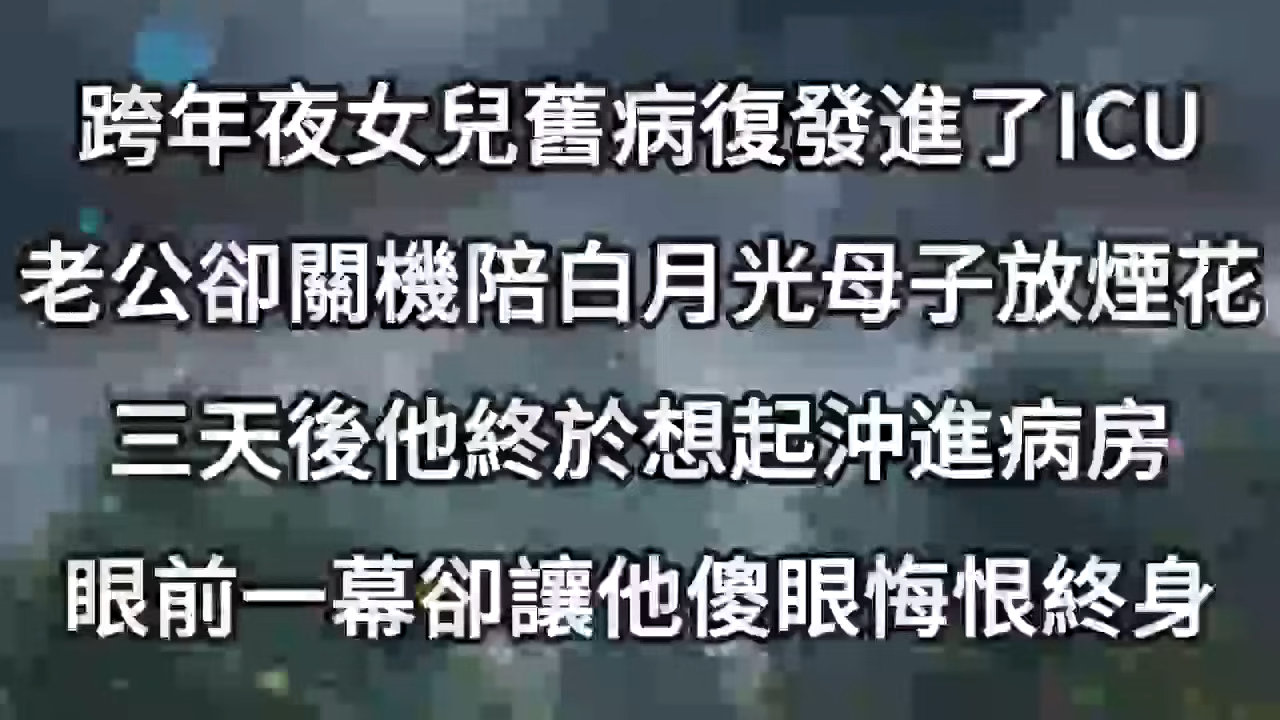 跨年夜女兒舊病復發進了ICU
老公卻關機陪白月光母子放煙花
三天後他終於想起沖進病房
眼前一幕卻讓他傻眼悔恨終身